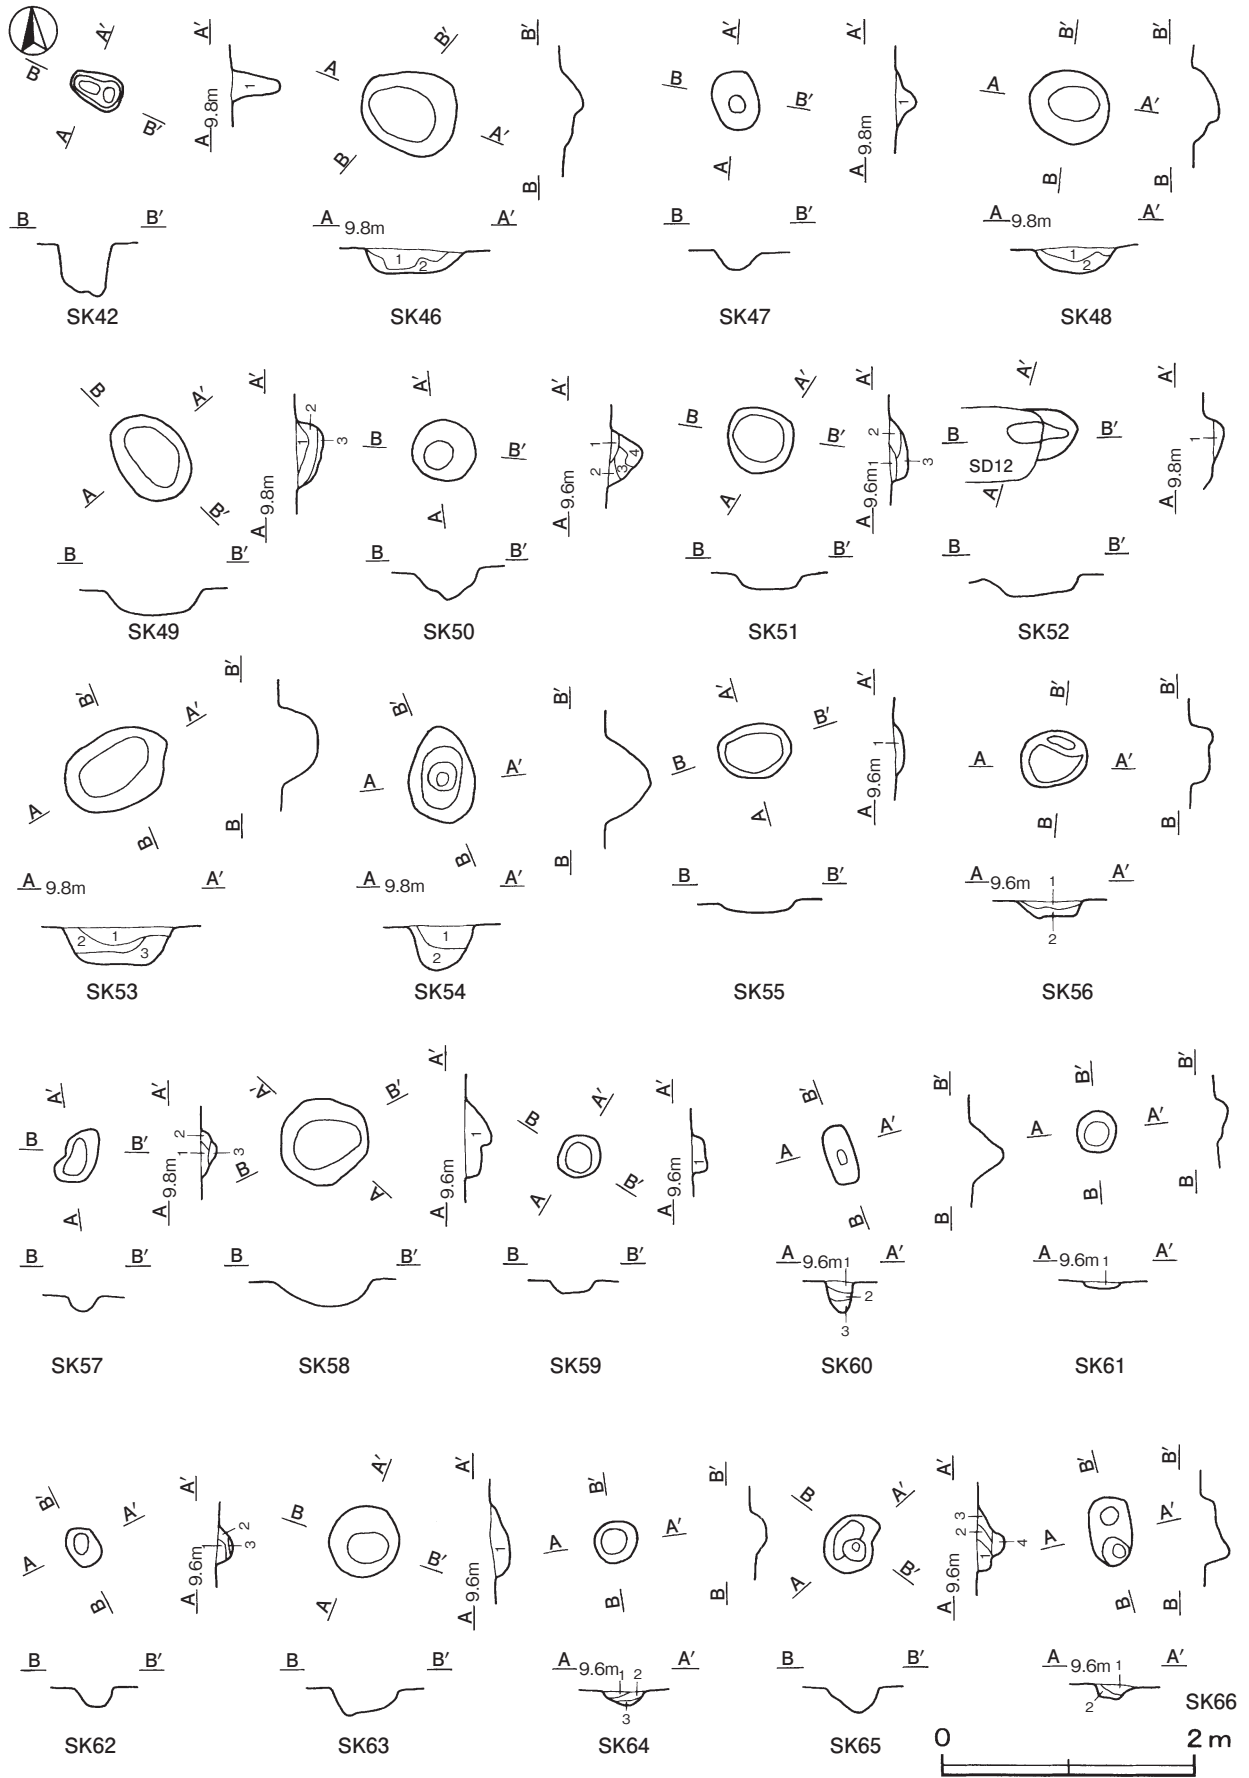 A A' B B' A 9.8m A' 1
B B'
SK42
A A' B B' B B'
A 9.8m A' 1 2
SK46
A A' B B' A 9.8m A' 1
B B'
SK47
A A' B B' B B'
A 9.8m A' 1 2
SK48
A A' B B' A 9.8m A' 1 2 3
B B'
SK49
A A' B B' A 9.6m A' 1 2 3 4
B B'
SK50
A A' B B' A 9.6m A' 1 2 3
B B'
SK51
A A' B B' SD12 A 9.8m A' 1
B B'
SK52
A A' B B' B B'
A 9.8m A' 1 2 3
SK53
A A' B B' B B'
A 9.8m A' 1 2
SK54
A A' B B' A 9.6m A' 1
B B'
SK55
A A' B B' B B'
A 9.6m A' 1 2
SK56
A A' B B' A 9.8m A' 1 2 3
B B'
SK57
A A' B B' A 9.6m A' 1
B B'
SK58
A A' B B' A 9.6m A' 1
B B'
SK59
A A' B B' B B'
A 9.6m A' 1 2 3
SK60
A A' B B' B B'
A 9.6m A' 1
SK61
A A' B B' A 9.6m A' 2 3
B B'
SK62
A A' B B' A 9.6m A' 1
B B'
SK63
A A' B B' B B'
A 9.6m A' 1 2 3
SK64
A A' B B' A 9.6m A' 1 2 3 4
B B'
SK65
A A' B B' B B'
A 9.6m A' 1 2
SK66
0 2 m